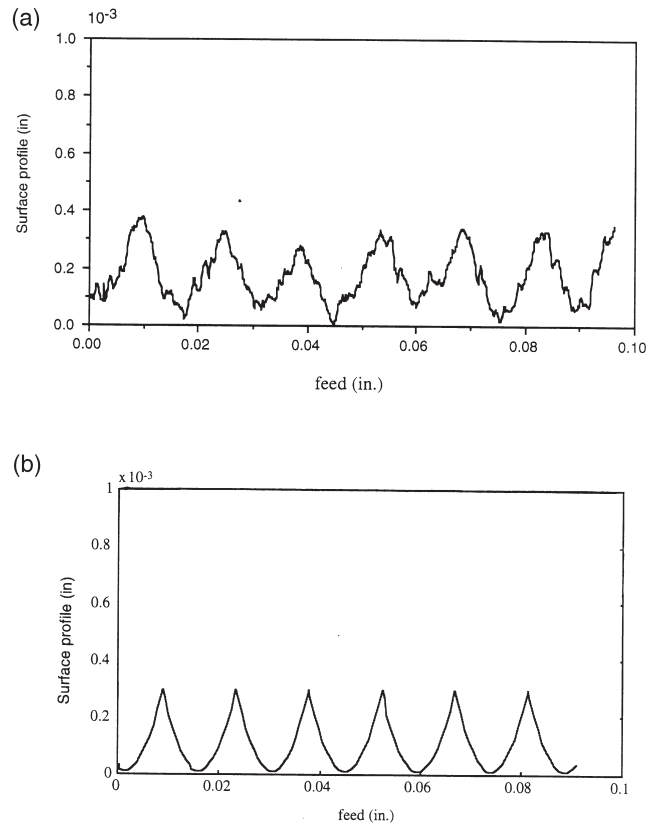 (a)
10-3
1.0
0.8
0.6
0.4
0.2
0.0
Surface profile (in)
0.00 0.02 0.04 0.06 0.08 0.10
feed (in.)
(b)
x 10-3
1
0.8
0.6
0.4
0.2
0
Surface profile (in)
0 0.02 0.04 0.06 0.08 0.1
feed (in.)